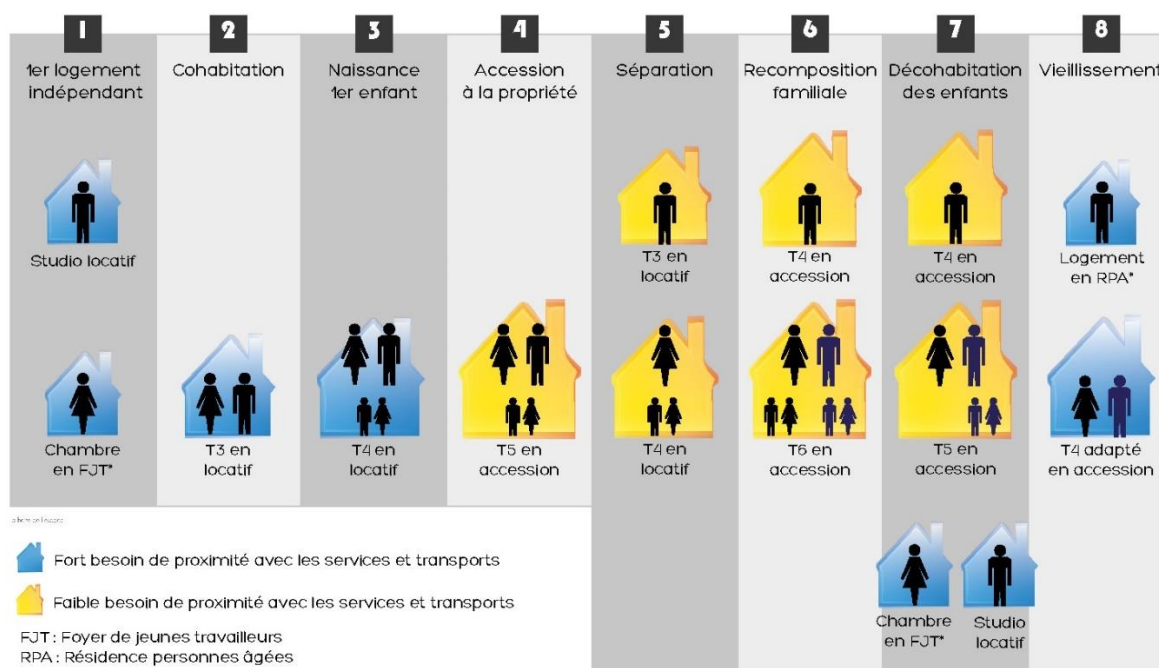 1
1er logement
indépendant
Studio locatif
Chambre
en FJT*
2
Cohabitation
T3 en
locatif
3
Naissance
1er enfant
T4 en
locatif
4
Accession
à la propriété
T5 en
accession
5
Séparation
T3 en
locatif
T4 en
locatif
6
Recomposition
familiale
T4 en
accession
T6 en
accession
7
Décohabitation
des enfants
T4 en
accession
T5 en
accession
Chambre
en FJT*
Studio
locatif
8
Vieillissement
Logement
en RPA*
T4 adapté
en accession
Fort besoin de proximité avec les services et transports
Faible besoin de proximité avec les services et transports
FJT : Foyer de jeunes travailleurs
RPA : Résidence personnes âgées